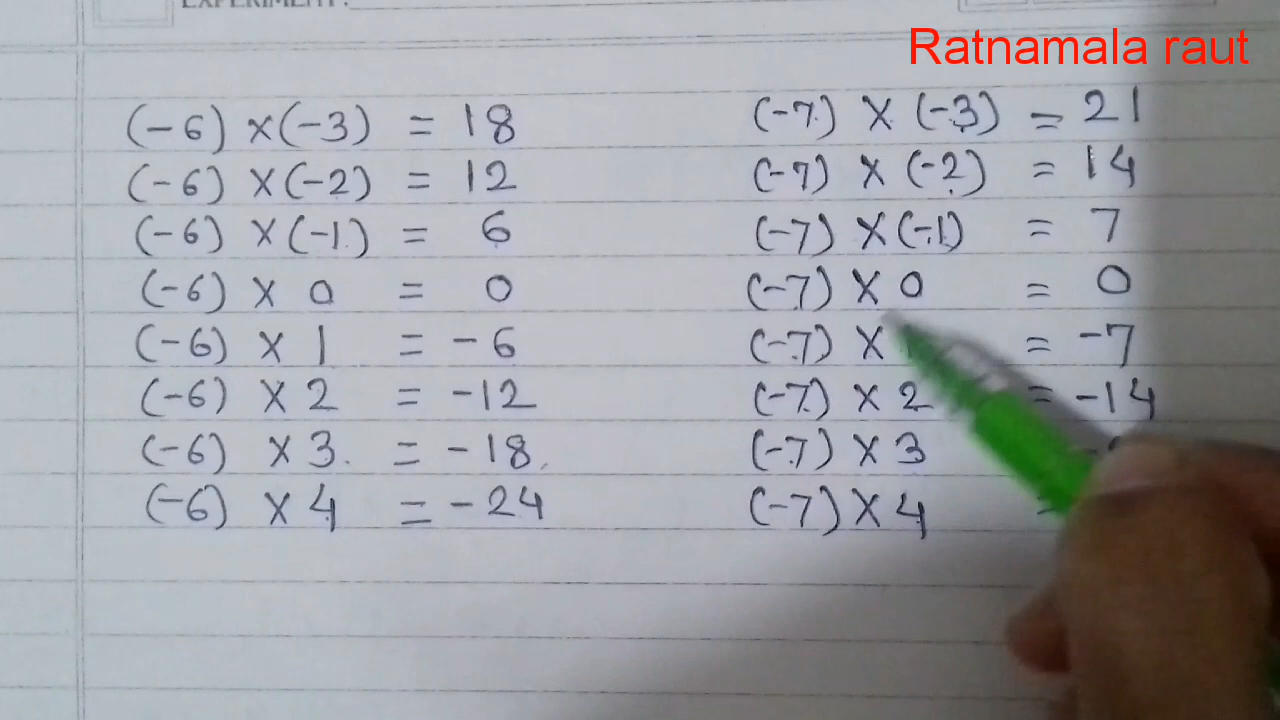 EXPERIMENT:
Ratnamala raut
(-6) × (-3) = 18
(-6) × (-2) = 12
(-6) × (-1) = 6
(-6) × 0 = 0
(-6) × 1 = -6
(-6) × 2 = -12
(-6) × 3 = -18
(-6) × 4 = -24
(-7) × (-3) = 21
(-7) × (-2) = 14
(-7) × (-1) = 7
(-7) × 0 = 0
(-7) × = -7
(-7) × 2 = -14
(-7) × 3
(-7) × 4 =